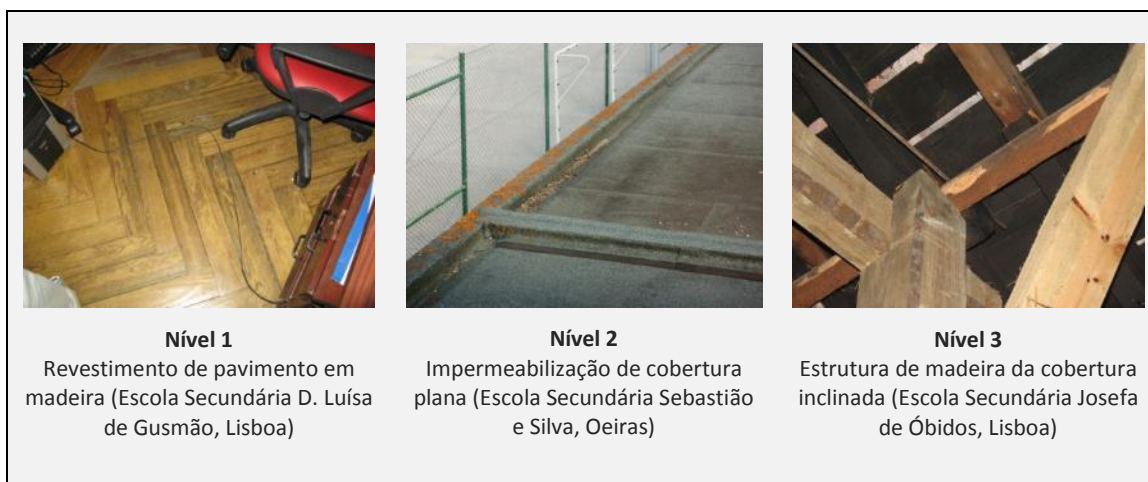 Nível 1
Revestimento de pavimento em
madeira (Escola Secundária D. Luísa
de Gusmão, Lisboa)
Nível 2
Impermeabilização de cobertura
plana (Escola Secundária Sebastião
e Silva, Oeiras)
Nível 3
Estrutura de madeira da cobertura
inclinada (Escola Secundária Josefa
de Óbidos, Lisboa)